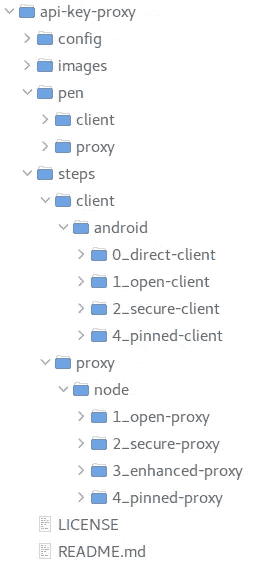 api-key-proxy
config
images
pen
client
proxy
steps
client
android
0_direct-client
1_open-client
2_secure-client
4_pinned-client
proxy
node
1_open-proxy
2_secure-proxy
3_enhanced-proxy
4_pinned-proxy
LICENSE
README.md